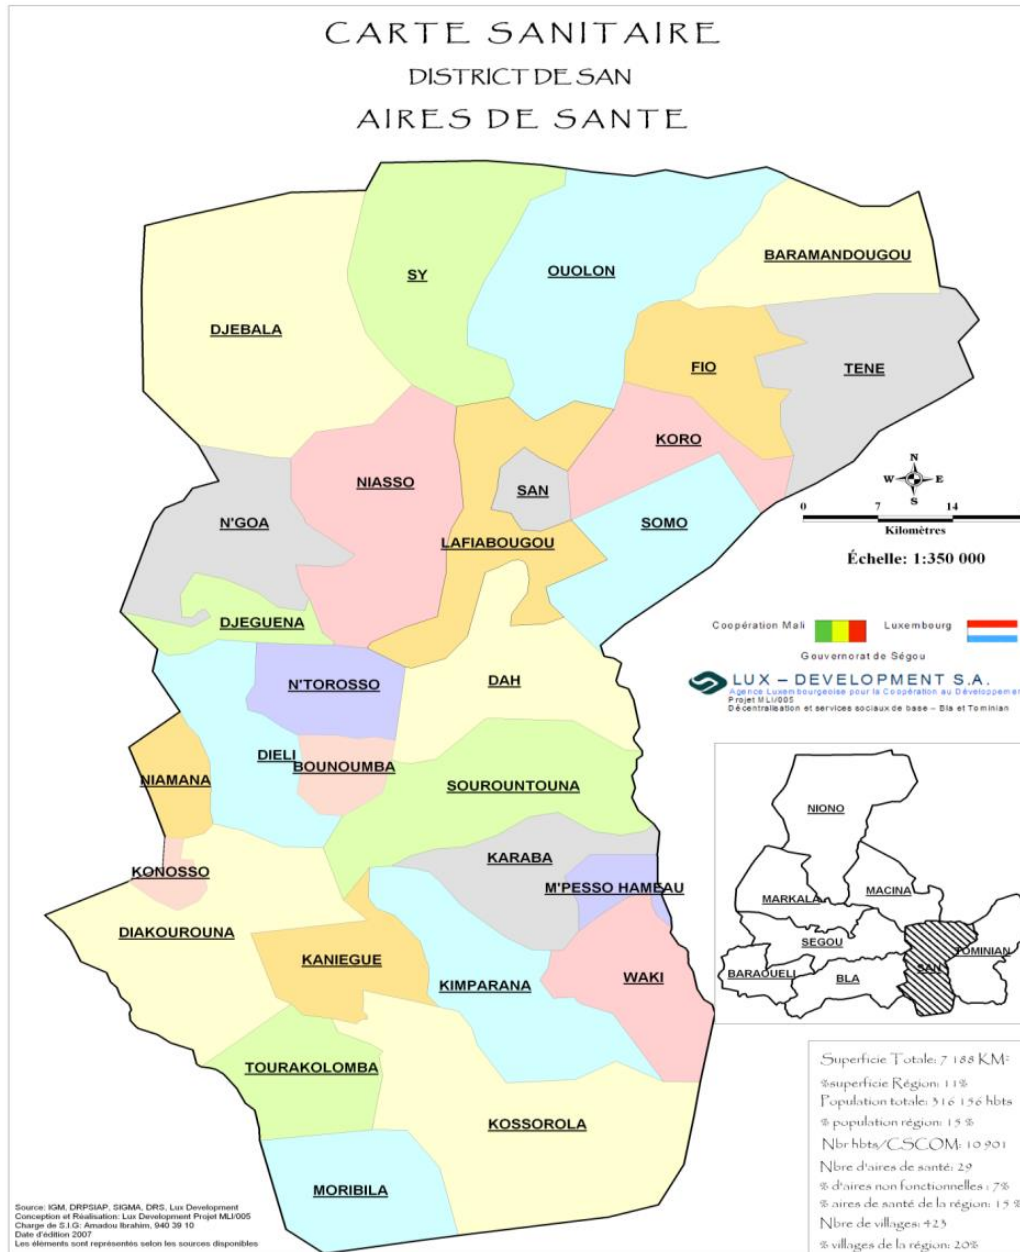 CARTE SANITAIRE
DISTRICT DE SAN
AIRES DE SANTE
SY
OUOLON
BARAMANDOUGOU
DJEBALA
FIO
TENE
NIASSO
KORO
SAN
N'GOA
SOMO
LAFIABOUGOU
DJEGUENA
N'TOROSSO
DAH
DIELI
BOUNOUMBA
NIAMANA
SOUROUNTOUNA
KARABA
KONOSSO
M'PESSO HAMEAU
DIAKOUROUNA
KANIEGUE
KIMPARANA
WAKI
TOURAKOLOMBA
KOSSOROLA
MORIBILA
N
W E
S
0 7 14
Kilomètres
Échelle: 1:350 000
Coopération Mali Luxembourg
Gouvernorat de Ségou
LUX – DEVELOPMENT S.A.
Agence Luxembourgeoise pour la Coopération au Développemen
Projet MLI/005
Décentralisation et services sociaux de base – Bla et Tominian
NIONO
MARKALA
MACINA
SEGOU
TOMINIAN
BARAOUELI
BLA
SAN
Superficie Totale: 7 188 KM²
%superficie Région: 11%
Population totale: 316 156 hbts
% population région: 15 %
Nbr hbts/CSCOM: 10 901
Nbre d'aires de santé: 29
% d'aires non fonctionnelles : 7%
% aires de santé de la région: 15 %
Nbre de villages: 423
% villages de la région: 20%
Source: IGM, DRPSIAP, SIGMA, DRS, Lux Development
Conception et Réalisation: Lux Development Projet MLI/005
Charge de S.I.G: Amadou Ibrahim, 940 39 10
Date d'édition 2007
Les éléments sont représentés selon les sources disponibles